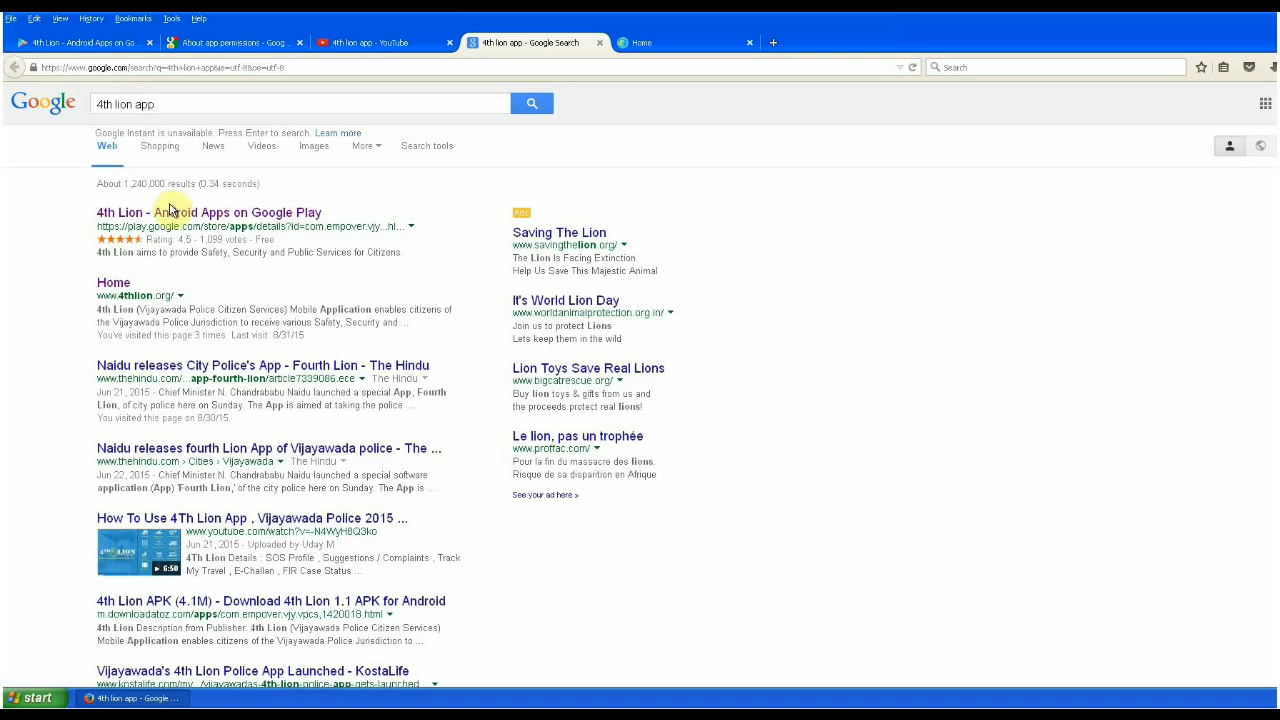 File Edit View History Bookmarks Tools Help
4th Lion - Android Apps on Go... × About app permissions - Goog... × 4th lion app - YouTube × 4th lion app - Google Search × Home × +
https://www.google.com/search?q=4th+lion+app&ie=utf-8&oe=utf-8 Search
Google 4th lion app
Google Instant is unavailable. Press Enter to search. Learn more
Web Shopping News Videos Images More Search tools
About 1,240,000 results (0.34 seconds)
4th Lion - Android Apps on Google Play
https://play.google.com/store/apps/details?id=com.empover.vjy...hl...
Rating: 4.5 - 1,099 votes - Free
4th Lion aims to provide Safety, Security and Public Services for Citizens.
Home
www.4thlion.org/
4th Lion (Vijayawada Police Citizen Services) Mobile Application enables citizens of
the Vijayawada Police Jurisdiction to receive various Safety, Security and ...
You've visited this page 3 times. Last visit: 8/31/15
Naidu releases City Police's App - Fourth Lion - The Hindu
www.thehindu.com/...app-fourth-lion/article7339086.ece The Hindu
Jun 21, 2015 - Chief Minister N. Chandrababu Naidu launched a special App, Fourth
Lion, of city police here on Sunday. The App is aimed at taking the police ...
You visited this page on 8/30/15.
Naidu releases fourth Lion App of Vijayawada police - The ...
www.thehindu.com › Cities › Vijayawada The Hindu
Jun 22, 2015 - Chief Minister N. Chandrababu Naidu launched a special software
application (App) 'Fourth Lion,' of the city police here on Sunday. The App is ...
How To Use 4Th Lion App , Vijayawada Police 2015 ...
www.youtube.com/watch?v=-N4WyH8Q3ko
Jun 21, 2015 - Uploaded by Uday M
4Th Lion Details : SOS Profile , Suggestions / Complaints , Track
My Travel , E-Challan , FIR Case Status ...
4TH LION
6:50
4th Lion APK (4.1M) - Download 4th Lion 1.1 APK for Android
m.downloadatoz.com/apps/com.empover.vjy.vpcs,1420018.html
4th Lion Description from Publisher: 4th Lion (Vijayawada Police Citizen Services)
Mobile Application enables citizens of the Vijayawada Police Jurisdiction to ...
Vijayawada's 4th Lion Police App Launched - KostaLife
www.kostalife.com/my.../vijayawadas-4th-lion-police-app-gets-launched...
Ads
Saving The Lion
www.savingthelion.org/
The Lion Is Facing Extinction
Help Us Save This Majestic Animal
It's World Lion Day
www.worldanimalprotection.org.in/
Join us to protect Lions
Lets keep them in the wild
Lion Toys Save Real Lions
www.bigcatrescue.org/
Buy lion toys & gifts from us and
the proceeds protect real lions!
Le lion, pas un trophée
www.proffac.com/
Pour la fin du massacre des lions.
Risque de sa disparition en Afrique
See your ad here »
start 4th lion app - Google ...